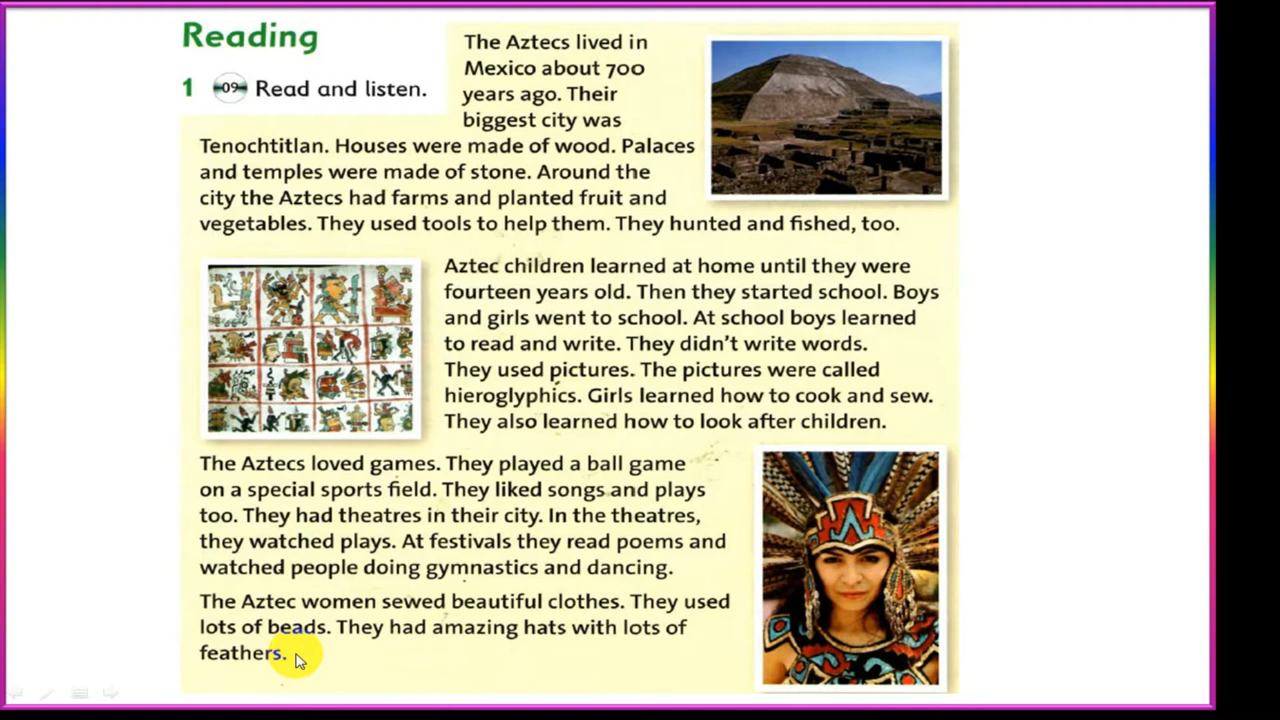 Reading
1 09 Read and listen.
The Aztecs lived in
Mexico about 700
years ago. Their
biggest city was
Tenochtitlan. Houses were made of wood. Palaces
and temples were made of stone. Around the
city the Aztecs had farms and planted fruit and
vegetables. They used tools to help them. They hunted and fished, too.
Aztec children learned at home until they were
fourteen years old. Then they started school. Boys
and girls went to school. At school boys learned
to read and write. They didn't write words.
They used pictures. The pictures were called
hieroglyphics. Girls learned how to cook and sew.
They also learned how to look after children.
The Aztecs loved games. They played a ball game
on a special sports field. They liked songs and plays
too. They had theatres in their city. In the theatres,
they watched plays. At festivals they read poems and
watched people doing gymnastics and dancing.
The Aztec women sewed beautiful clothes. They used
lots of beads. They had amazing hats with lots of
feathers.